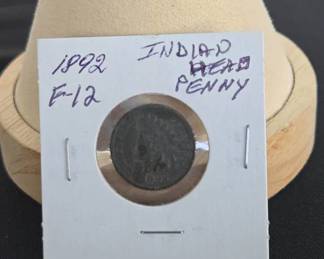 1892
F-12
INDIAN
HEAD
PENNY